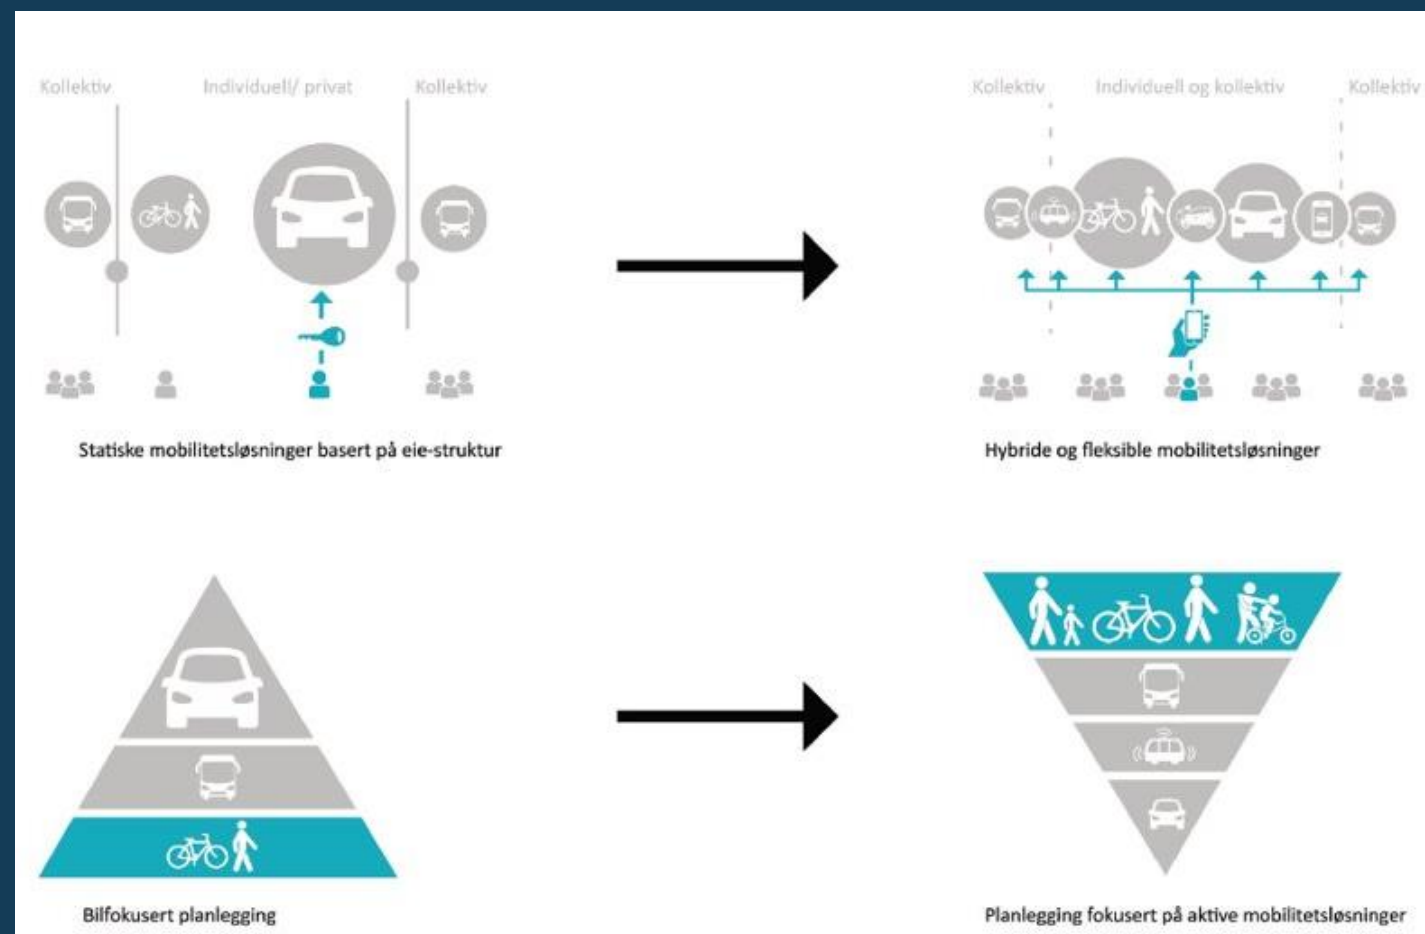 Kollektiv
Individuell/ privat
Kollektiv
Kollektiv
Individuell og kollektiv
Kollektiv
Statiske mobilitetsløsninger basert på eie-struktur
Hybride og fleksible mobilitetsløsninger
Bilfokusert planlegging
Planlegging fokusert på aktive mobilitetsløsninger